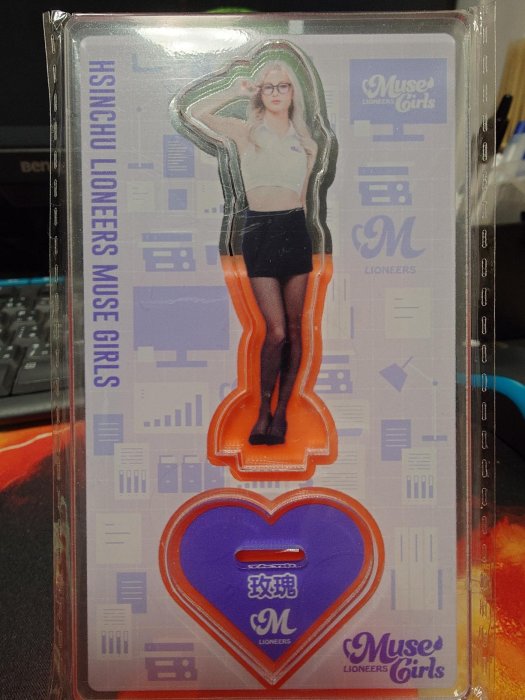 HSINCHU LIONEERS MUSE GIRLS
Muse
LIONEERS Girls
M
LIONEERS
玫瑰
M
LIONEERS
Muse
LIONEERS Girls